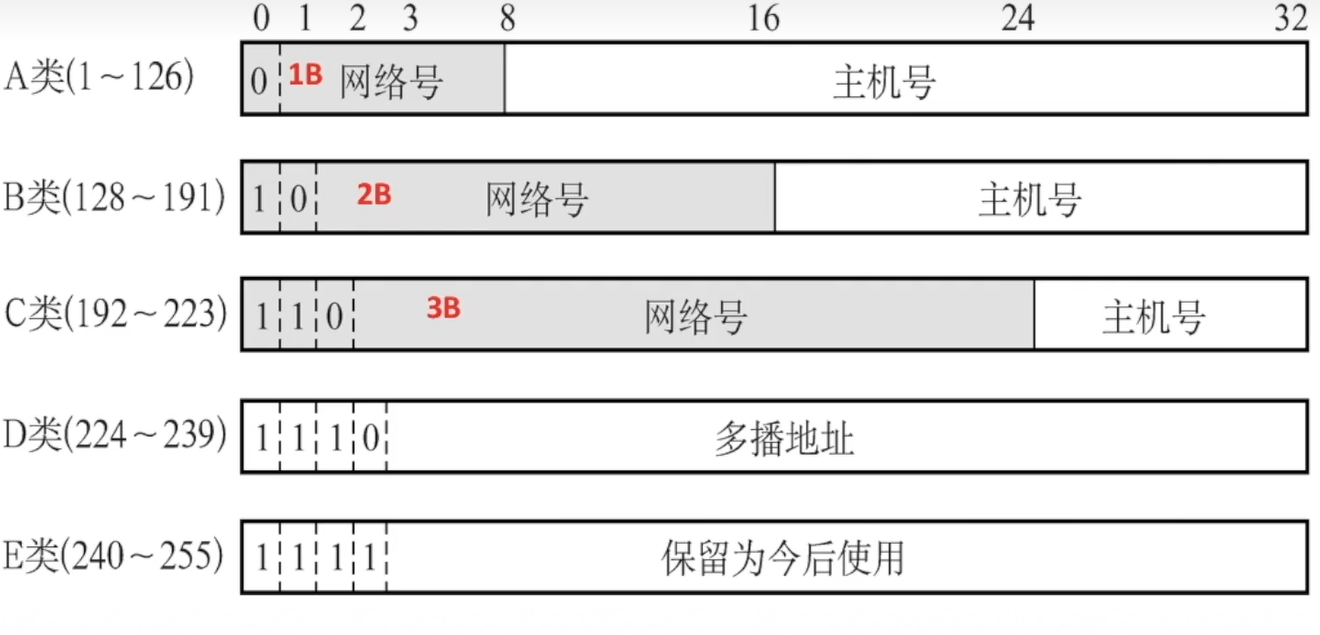 0 1 2 3 8 16 24 32
A类(1～126) 0 1B 网络号 主机号
B类(128～191) 1 0 2B 网络号 主机号
C类(192～223) 1 1 0 3B 网络号 主机号
D类(224～239) 1 1 1 0 多播地址
E类(240～255) 1 1 1 1 保留为今后使用